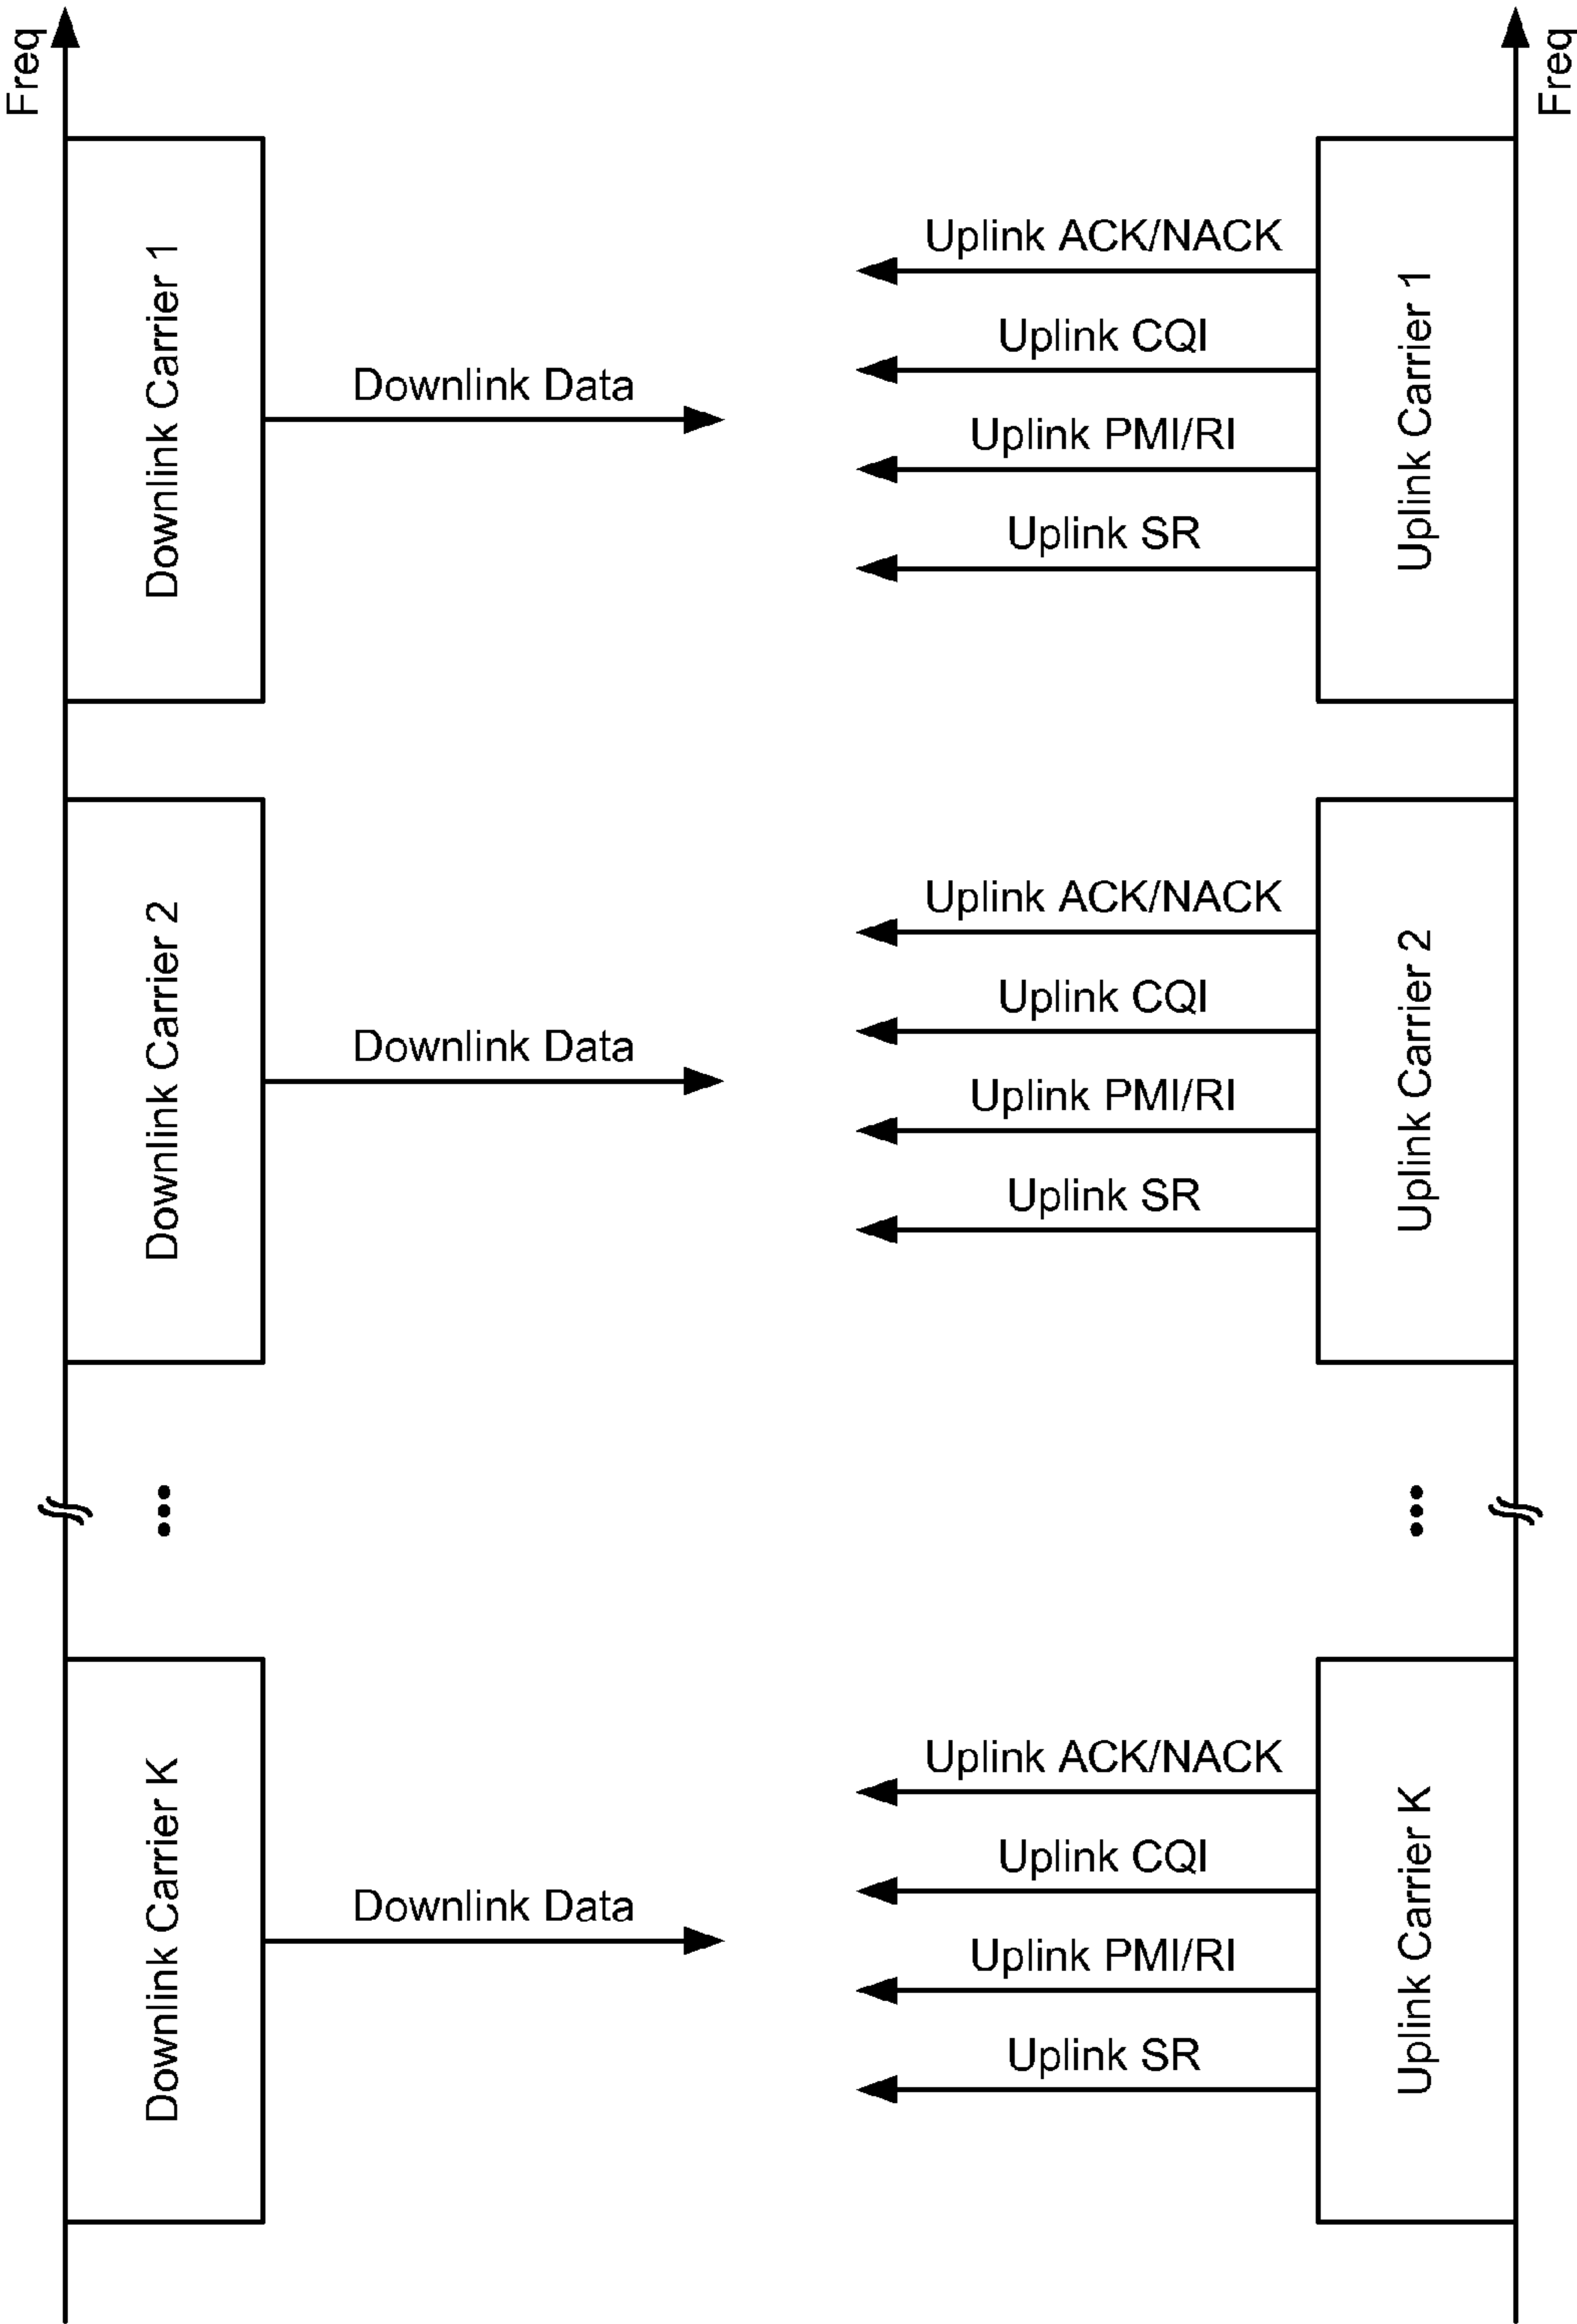 Freq
Freq
Downlink Carrier 1
Downlink Data
Uplink ACK/NACK
Uplink CQI
Uplink PMI/RI
Uplink SR
Uplink Carrier 1
Downlink Carrier 2
Downlink Data
Uplink ACK/NACK
Uplink CQI
Uplink PMI/RI
Uplink SR
Uplink Carrier 2
...
...
Downlink Carrier K
Downlink Data
Uplink ACK/NACK
Uplink CQI
Uplink PMI/RI
Uplink SR
Uplink Carrier K